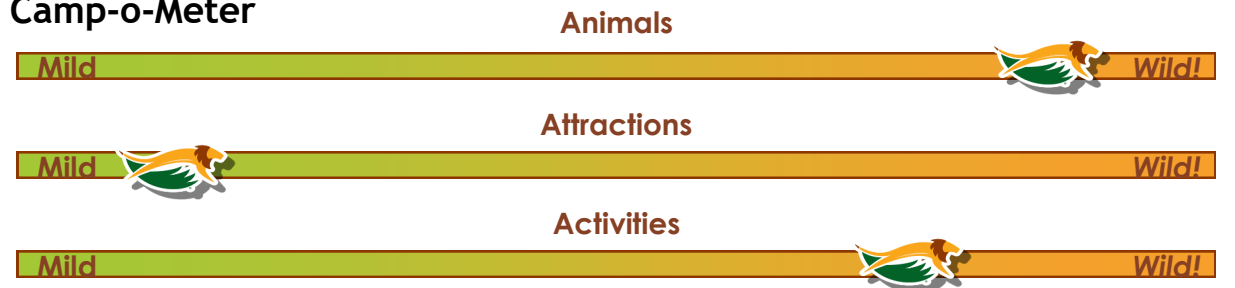 Camp-o-Meter
Animals
Mild Wild!
Attractions
Mild Wild!
Activities
Mild Wild!